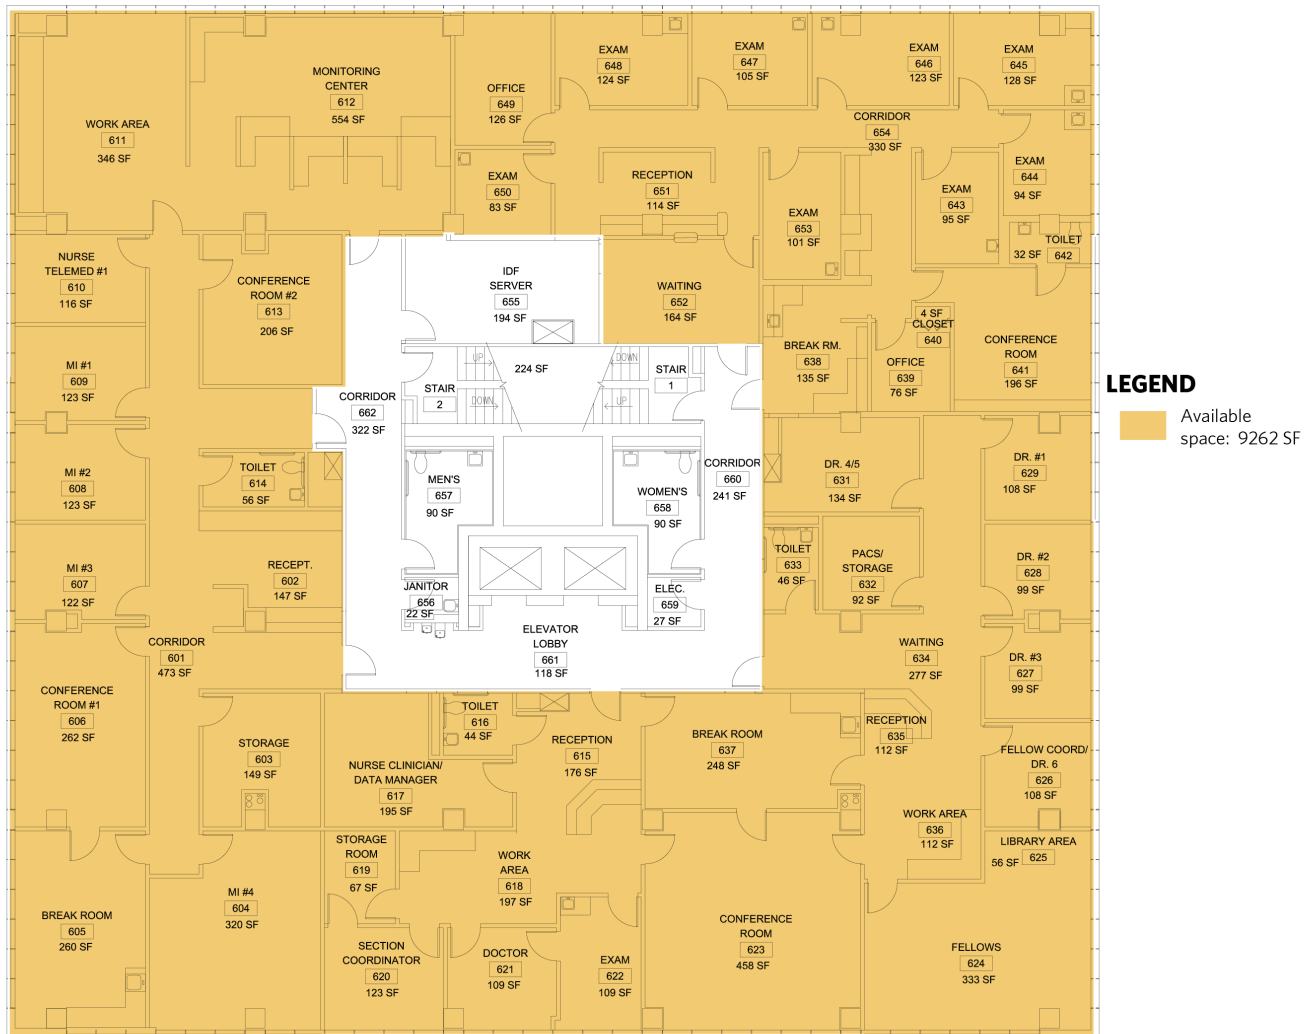 EXAM
648
124 SF
EXAM
647
105 SF
EXAM
646
123 SF
EXAM
645
128 SF
MONITORING
CENTER
612
554 SF
OFFICE
649
126 SF
WORK AREA
611
346 SF
CORRIDOR
654
330 SF
EXAM
650
83 SF
RECEPTION
651
114 SF
EXAM
653
101 SF
EXAM
643
95 SF
EXAM
644
94 SF
TOILET
32 SF
642
NURSE
TELEMED #1
610
116 SF
CONFERENCE
ROOM #2
613
206 SF
IDF
SERVER
655
194 SF
WAITING
652
164 SF
4 SF
CLOSET
640
BREAK RM.
638
135 SF
OFFICE
639
76 SF
CONFERENCE
ROOM
641
196 SF
MI #1
609
123 SF
CORRIDOR
662
322 SF
STAIR
2
UP
DOWN
224 SF
DOWN
UP
STAIR
1
LEGEND
Available
space: 9262 SF
MI #2
608
123 SF
TOILET
614
56 SF
MEN'S
657
90 SF
WOMEN'S
658
90 SF
CORRIDOR
660
241 SF
DR. 4/5
631
134 SF
DR. #1
629
108 SF
MI #3
607
122 SF
RECEPT.
602
147 SF
JANITOR
656
22 SF
ELEC.
659
27 SF
TOILET
633
46 SF
PACS/
STORAGE
632
92 SF
DR. #2
628
99 SF
CORRIDOR
601
473 SF
ELEVATOR
LOBBY
661
118 SF
WAITING
634
277 SF
DR. #3
627
99 SF
CONFERENCE
ROOM #1
606
262 SF
STORAGE
603
149 SF
TOILET
616
44 SF
RECEPTION
615
176 SF
BREAK ROOM
637
248 SF
RECEPTION
635
112 SF
FELLOW COORD/
DR. 6
626
108 SF
NURSE CLINICIAN/
DATA MANAGER
617
195 SF
WORK AREA
636
112 SF
LIBRARY AREA
56 SF
625
STORAGE
ROOM
619
67 SF
WORK
AREA
618
197 SF
MI #4
604
320 SF
BREAK ROOM
605
260 SF
SECTION
COORDINATOR
620
123 SF
DOCTOR
621
109 SF
EXAM
622
109 SF
CONFERENCE
ROOM
623
458 SF
FELLOWS
624
333 SF